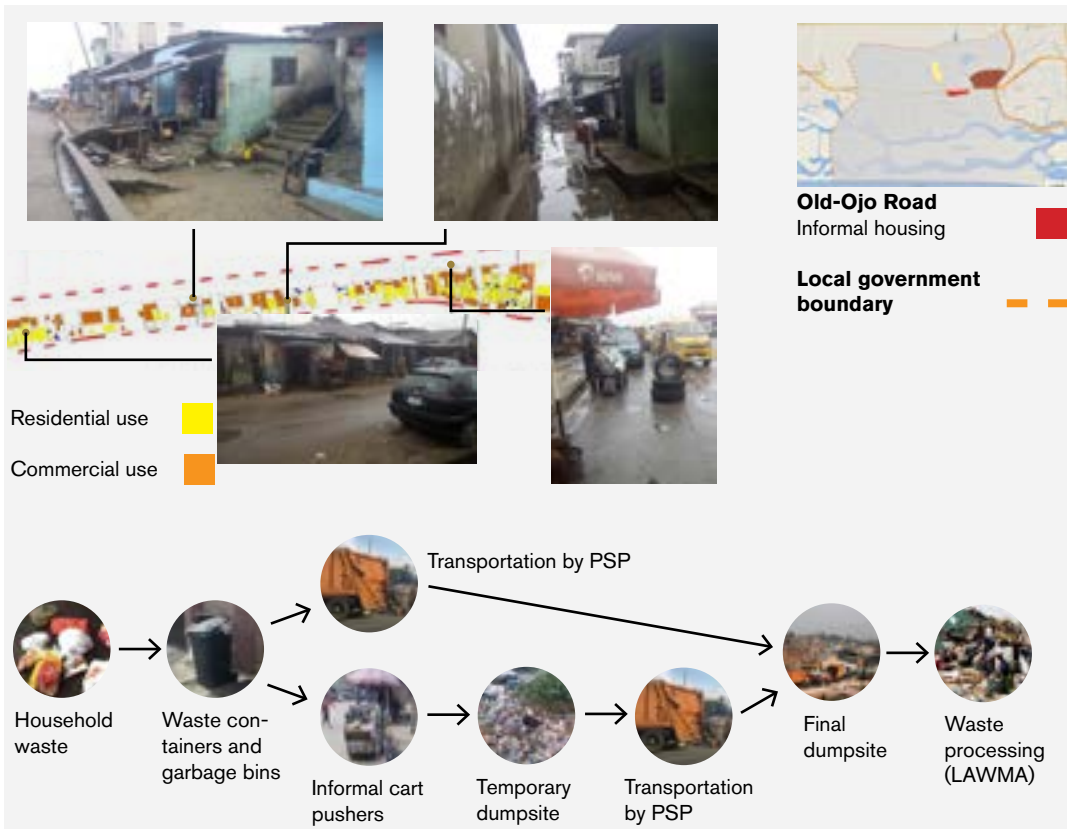 Old-Ojo Road
Informal housing
Local government
boundary
Residential use
Commercial use
Transportation by PSP
Household
waste
Waste con-
tainers and
garbage bins
Informal cart
pushers
Temporary
dumpsite
Transportation
by PSP
Final
dumpsite
Waste
processing
(LAWMA)